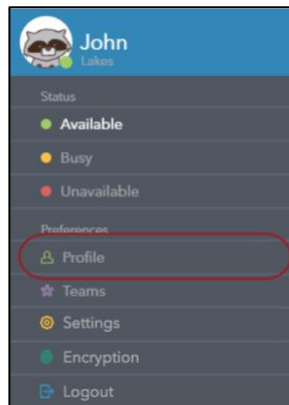 John
Lakes
Status
Available
Busy
Unavailable
Preferences
Profile
Teams
Settings
Encryption
Logout